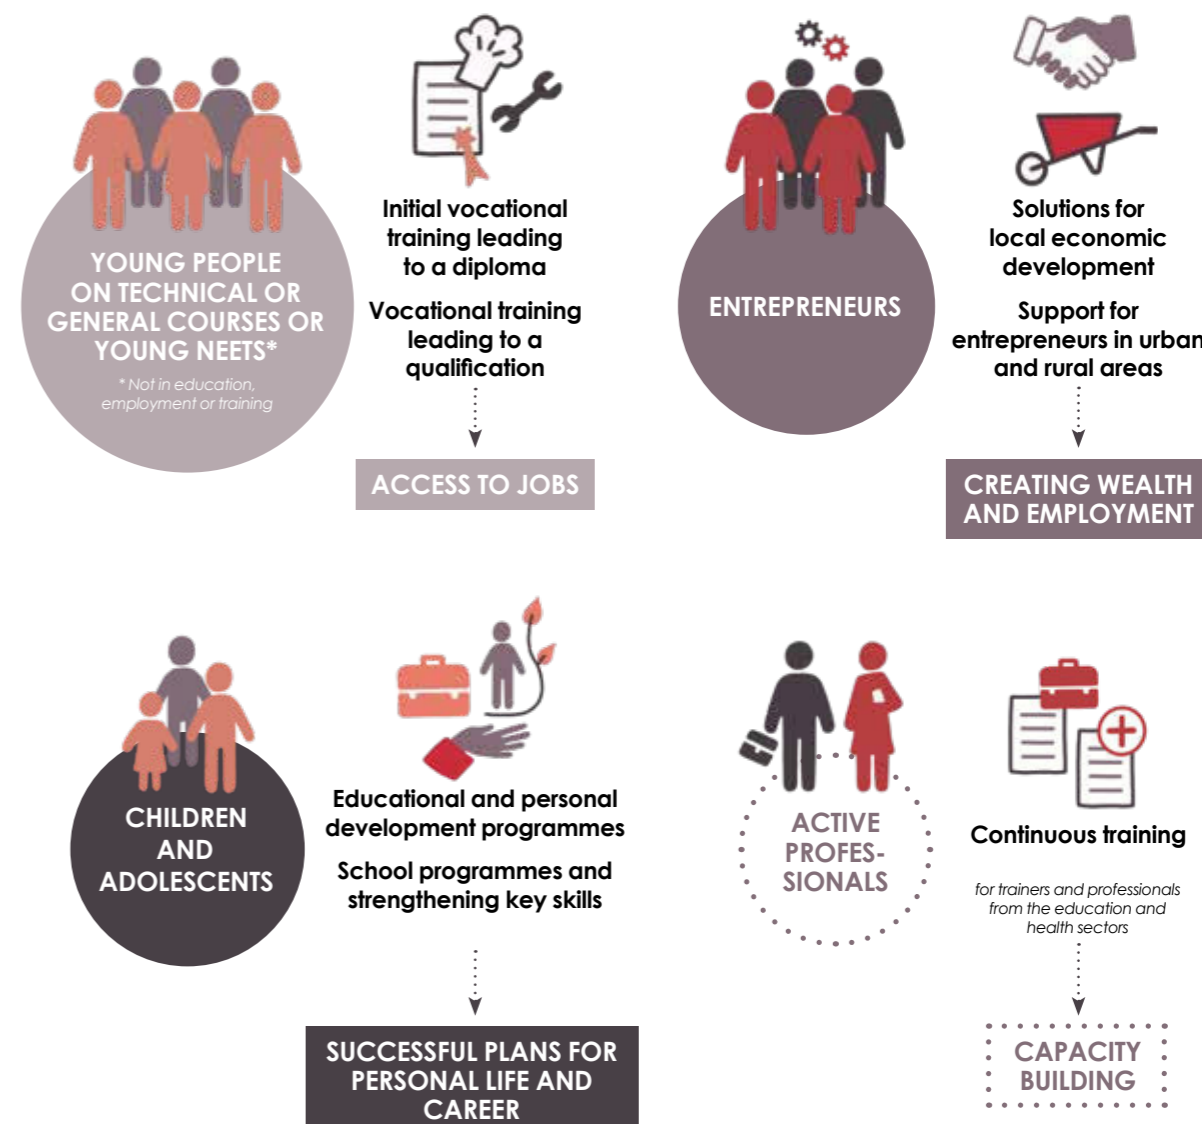 YOUNG PEOPLE
ON TECHNICAL OR
GENERAL COURSES OR
YOUNG NEETS*
* Not in education,
employment or training
Initial vocational
training leading
to a diploma
Vocational training
leading to a
qualification
ACCESS TO JOBS
ENTREPRENEURS
Solutions for
local economic
development
Support for
entrepreneurs in urban
and rural areas
CREATING WEALTH
AND EMPLOYMENT
CHILDREN
AND
ADOLESCENTS
Educational and personal
development programmes
School programmes and
strengthening key skills
SUCCESSFUL PLANS FOR
PERSONAL LIFE AND
CAREER
ACTIVE
PROFES-
SIONALS
Continuous training
for trainers and professionals
from the education and
health sectors
CAPACITY
BUILDING